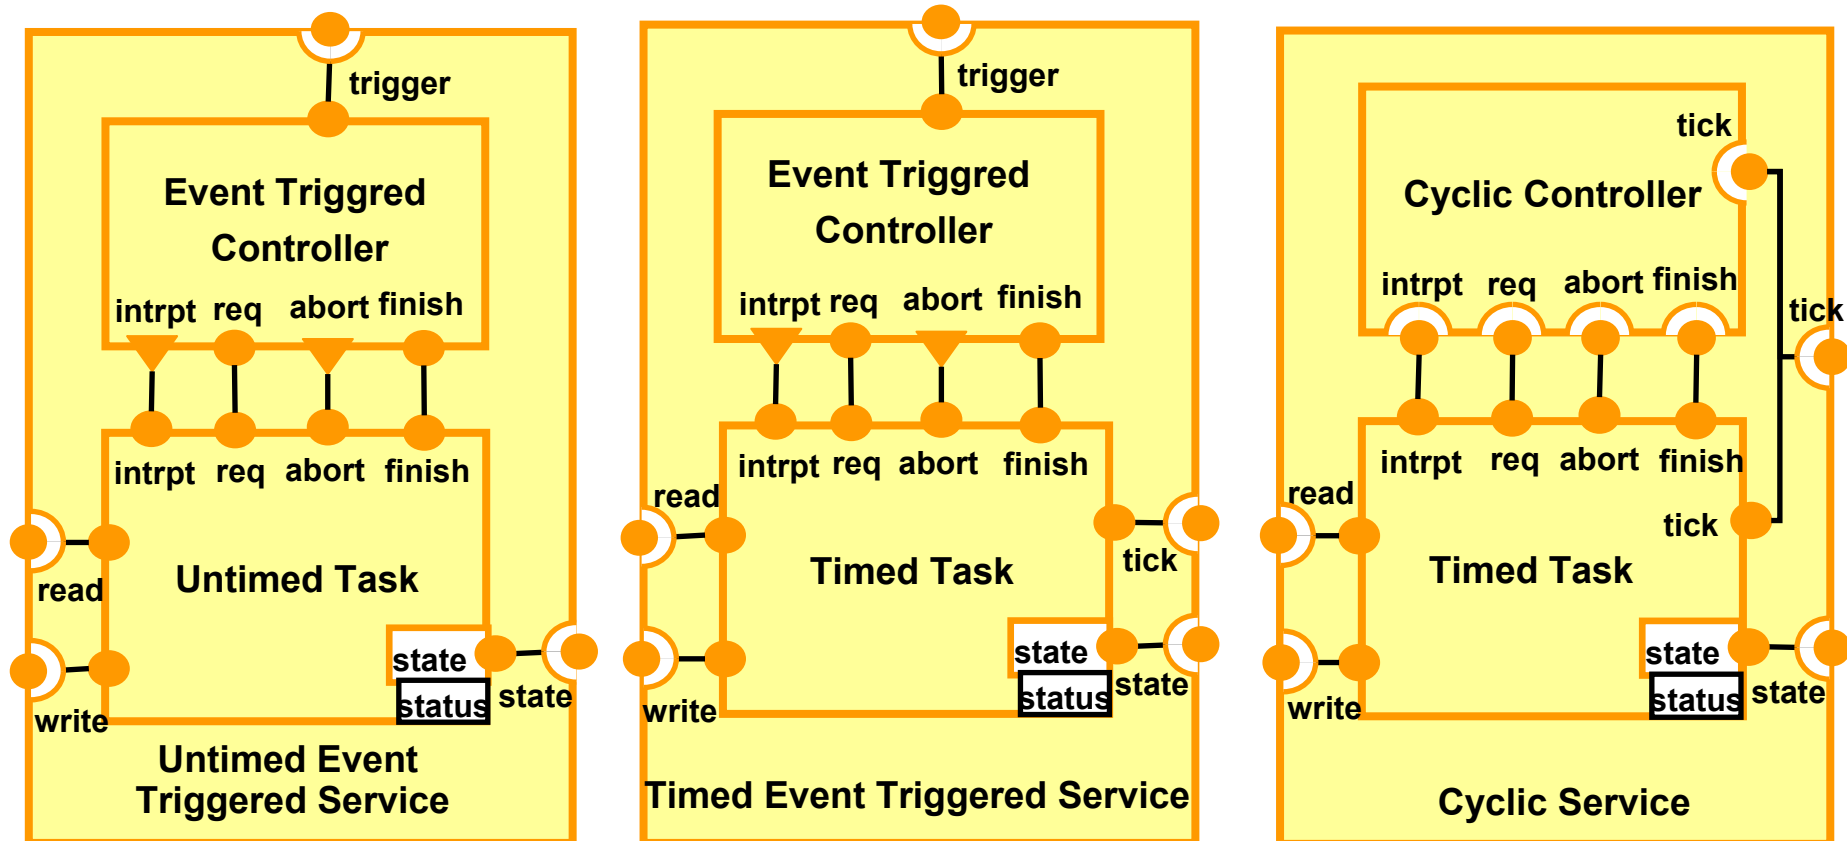 trigger
Event Triggred
Controller
intrpt req abort finish
intrpt req abort finish
read
Untimed Task
write
state
status
state
Untimed Event
Triggered Service
trigger
Event Triggred
Controller
intrpt req abort finish
intrpt req abort finish
read
tick
Timed Task
write
state
status
state
Timed Event Triggered Service
tick
Cyclic Controller
intrpt req abort finish
tick
intrpt req abort finish
read
tick
Timed Task
write
state
status
state
Cyclic Service